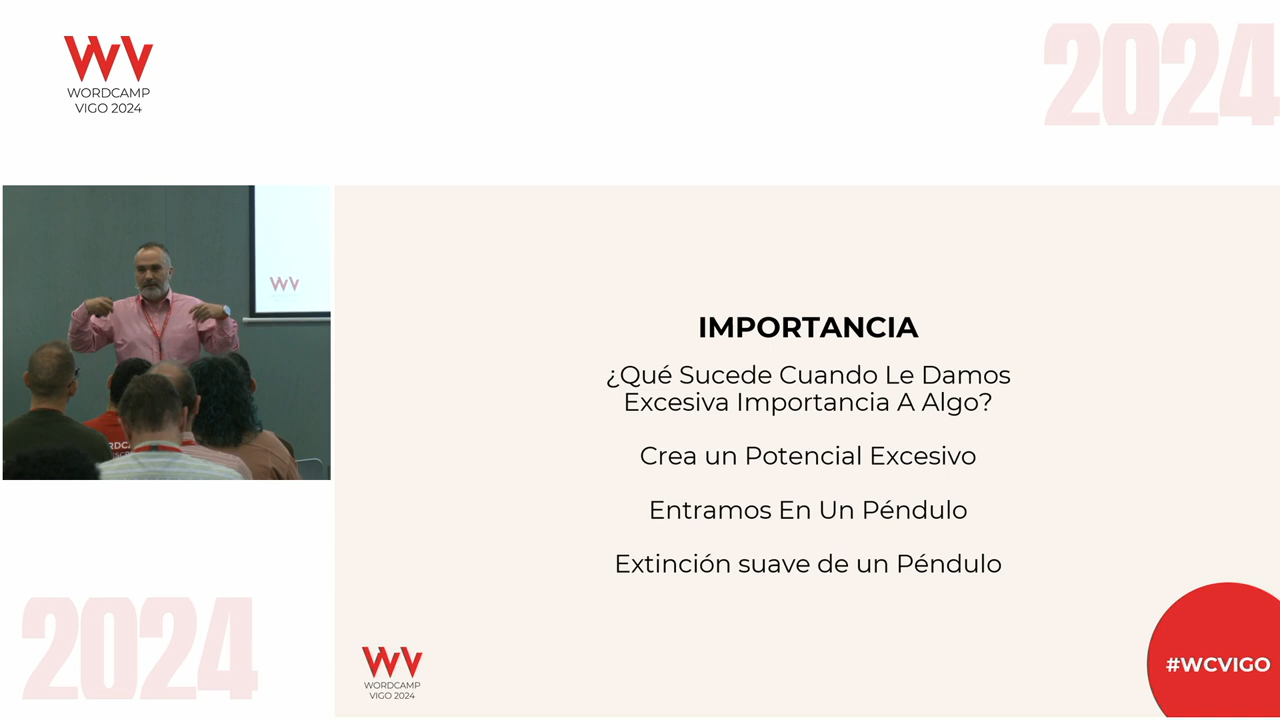 WORDCAMP
VIGO 2024
2024
IMPORTANCIA
¿Qué Sucede Cuando Le Damos
Excesiva Importancia A Algo?
Crea un Potencial Excesivo
Entramos En Un Péndulo
Extinción suave de un Péndulo
2024
WORDCAMP
VIGO 2024
#WCVIGO